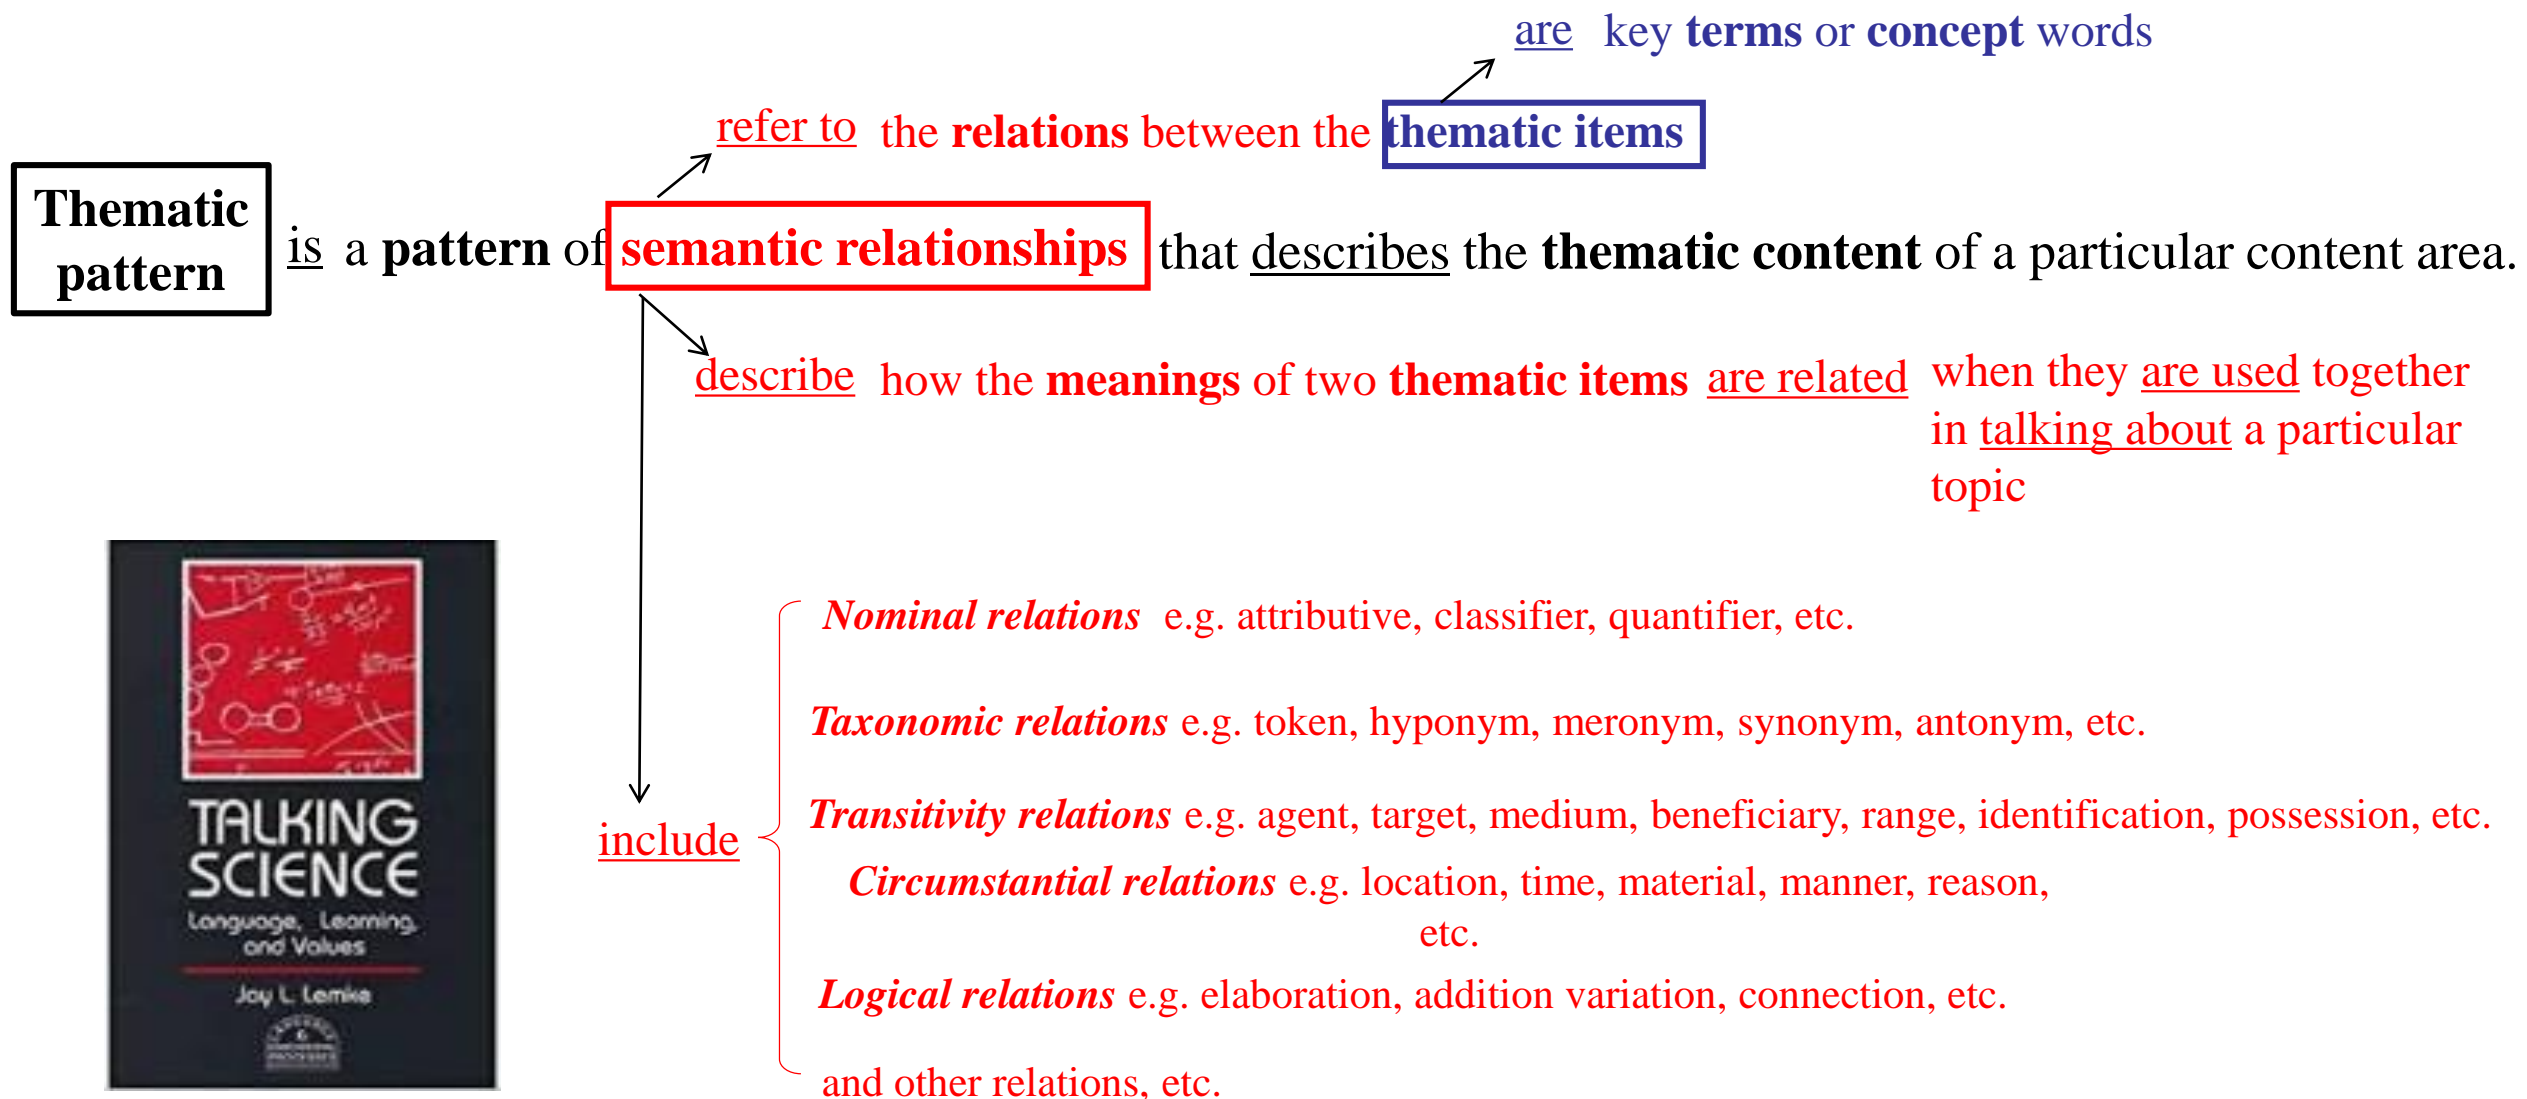 are key terms or concept words
refer to the relations between the thematic items
Thematic
pattern
is a pattern of semantic relationships that describes the thematic content of a particular content area.
describe how the meanings of two thematic items are related when they are used together
in talking about a particular
topic
Nominal relations e.g. attributive, classifier, quantifier, etc.
Taxonomic relations e.g. token, hyponym, meronym, synonym, antonym, etc.
include
Transitivity relations e.g. agent, target, medium, beneficiary, range, identification, possession, etc.
Circumstantial relations e.g. location, time, material, manner, reason,
etc.
Logical relations e.g. elaboration, addition variation, connection, etc.
and other relations, etc.
TALKING
SCIENCE
Language, Learning,
and Values
Jay L. Lemke